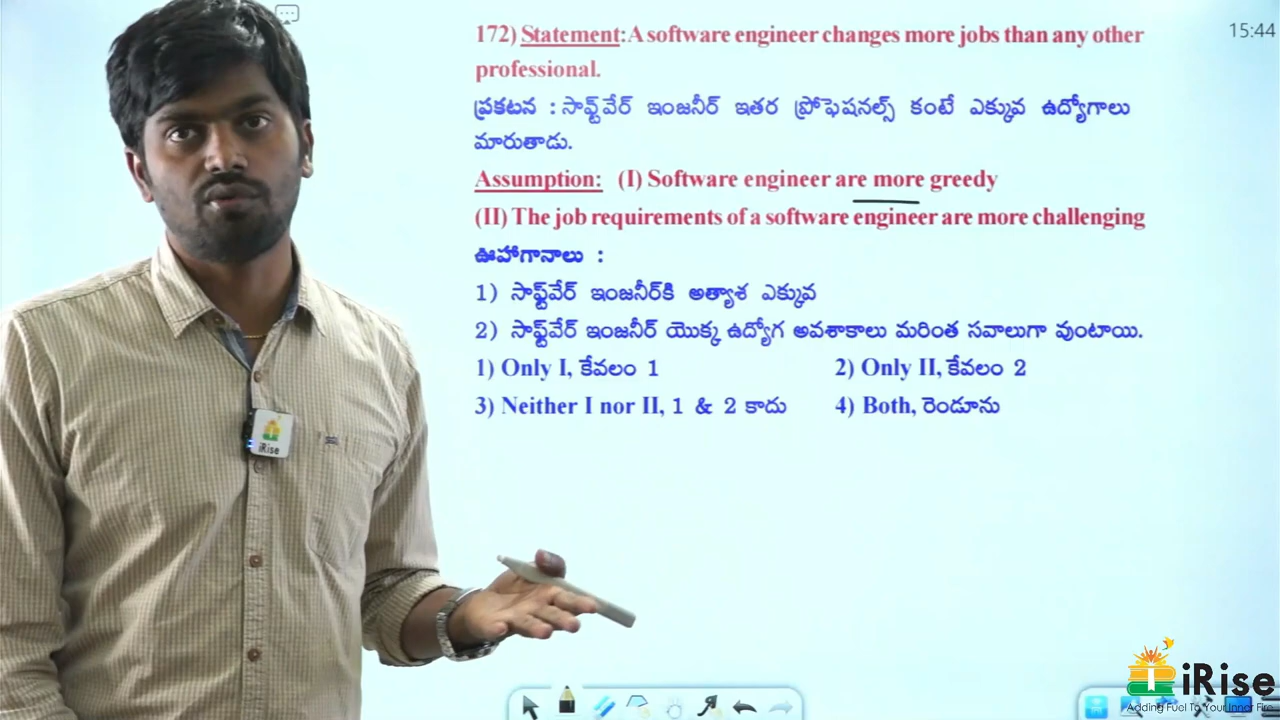 172) Statement: A software engineer changes more jobs than any other
15:44
professional.
ప్రకటన : సాఫ్ట్‌వేర్ ఇంజనీర్ ఇతర ప్రోఫెషనల్స్ కంటే ఎక్కువ ఉద్యోగాలు
మారుతాడు.
Assumption: (I) Software engineer are more greedy
(II) The job requirements of a software engineer are more challenging
ఊహాగానాలు :
1) సాఫ్ట్‌వేర్ ఇంజనీర్‌కి అత్యాశ ఎక్కువ
2) సాఫ్ట్‌వేర్ ఇంజనీర్ యొక్క ఉద్యోగ అవశాకాలు మరింత సవాలుగా వుంటాయి.
1) Only I, కేవలం 1
2) Only II, కేవలం 2
3) Neither I nor II, 1 & 2 కాదు
4) Both, రెండూను
iRise
iRise
Adding Fuel To Your Inner Fire